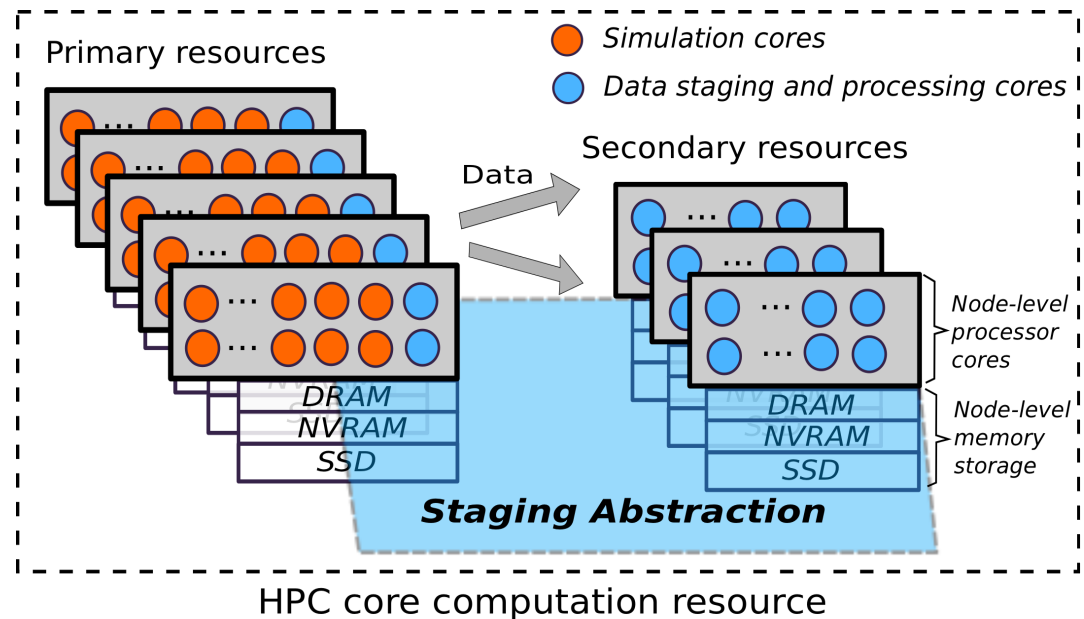 Primary resources
Simulation cores
Data staging and processing cores
Secondary resources
Data
...
...
...
...
...
...
...
...
...
...
Node-level
processor
cores
NVRAM
DRAM
NVRAM
SSD
DRAM
NVRAM
SSD
Node-level
memory
storage
Staging Abstraction
HPC core computation resource